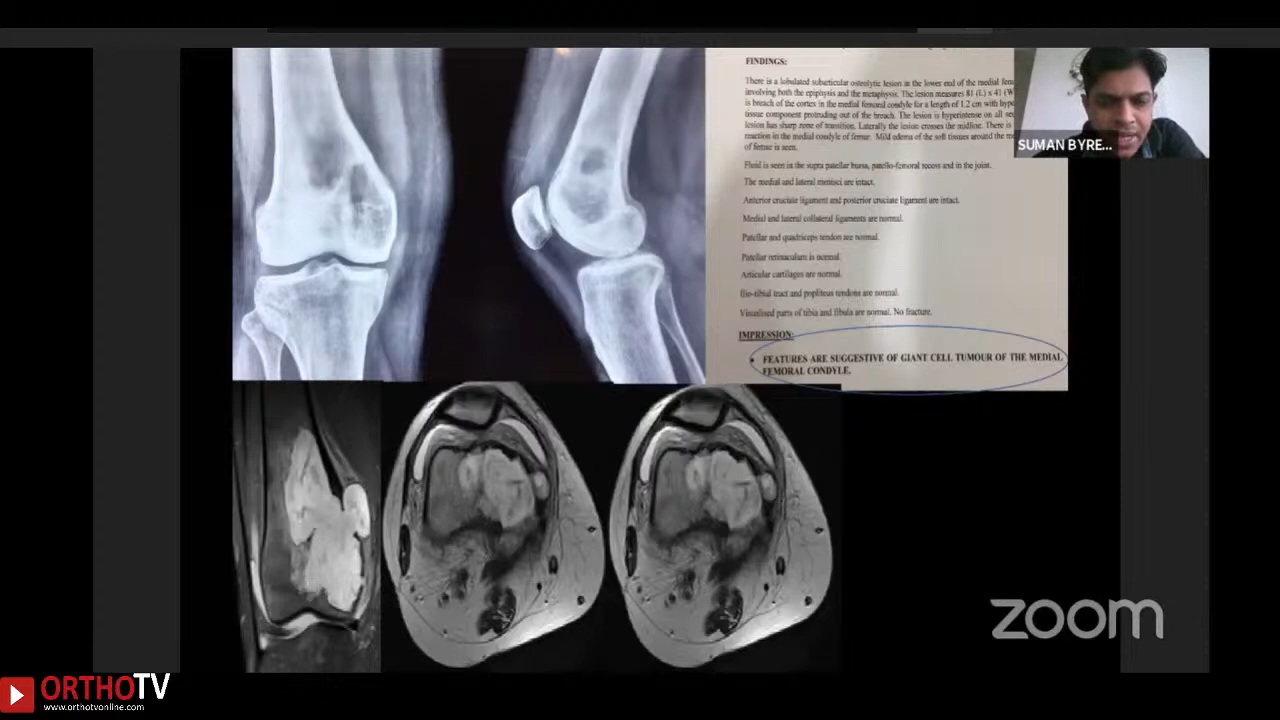 FINDINGS:
There is a lobulated subarticular osteolytic lesion in the lower end of the medial fem
involving both the epiphysis and the metaphysis. The lesion measures 81 (L) x 41 (W
is breach of the cortex in the medial femoral condyle for a length of 1.2 cm with hype
tissue component protruding out of the breach. The lesion is hyperintense on all
lesion has sharp zone of transition. Laterally the lesion crosses the midline. There is
reaction in the medial condyle of femur. Mild edema of the soft tissues around the
of femur is seen.
Fluid is seen in the supra patellar bursa, patello-femoral recess and in the joint.
The medial and lateral menisci are intact.
Anterior cruciate ligament and posterior cruciate ligament are intact.
Medial and lateral collateral ligaments are normal.
Patellar and quadriceps tendon are normal.
Patellar retinaculum is normal.
Articular cartilages are normal.
Ilio-tibial tract and popliteus tendons are normal.
Visualised parts of tibia and fibula are normal. No fracture.
IMPRESSION:
• FEATURES ARE SUGGESTIVE OF GIANT CELL TUMOUR OF THE MEDIAL
FEMORAL CONDYLE.
SUMAN BYRE...
zoom
ORTHOTV
www.orthotvonline.com